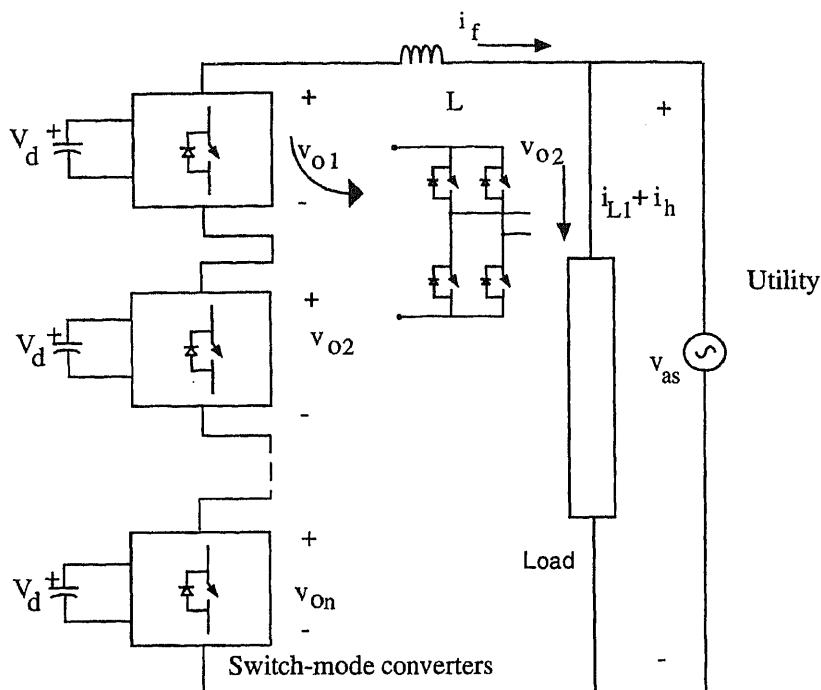 i_f
+
V_d
+
v_o1
-
L
v_o2
i_L1 + i_h
+
V_d
+
v_o2
-
Utility
v_as
V_d
+
v_on
-
Load
-
Switch-mode converters